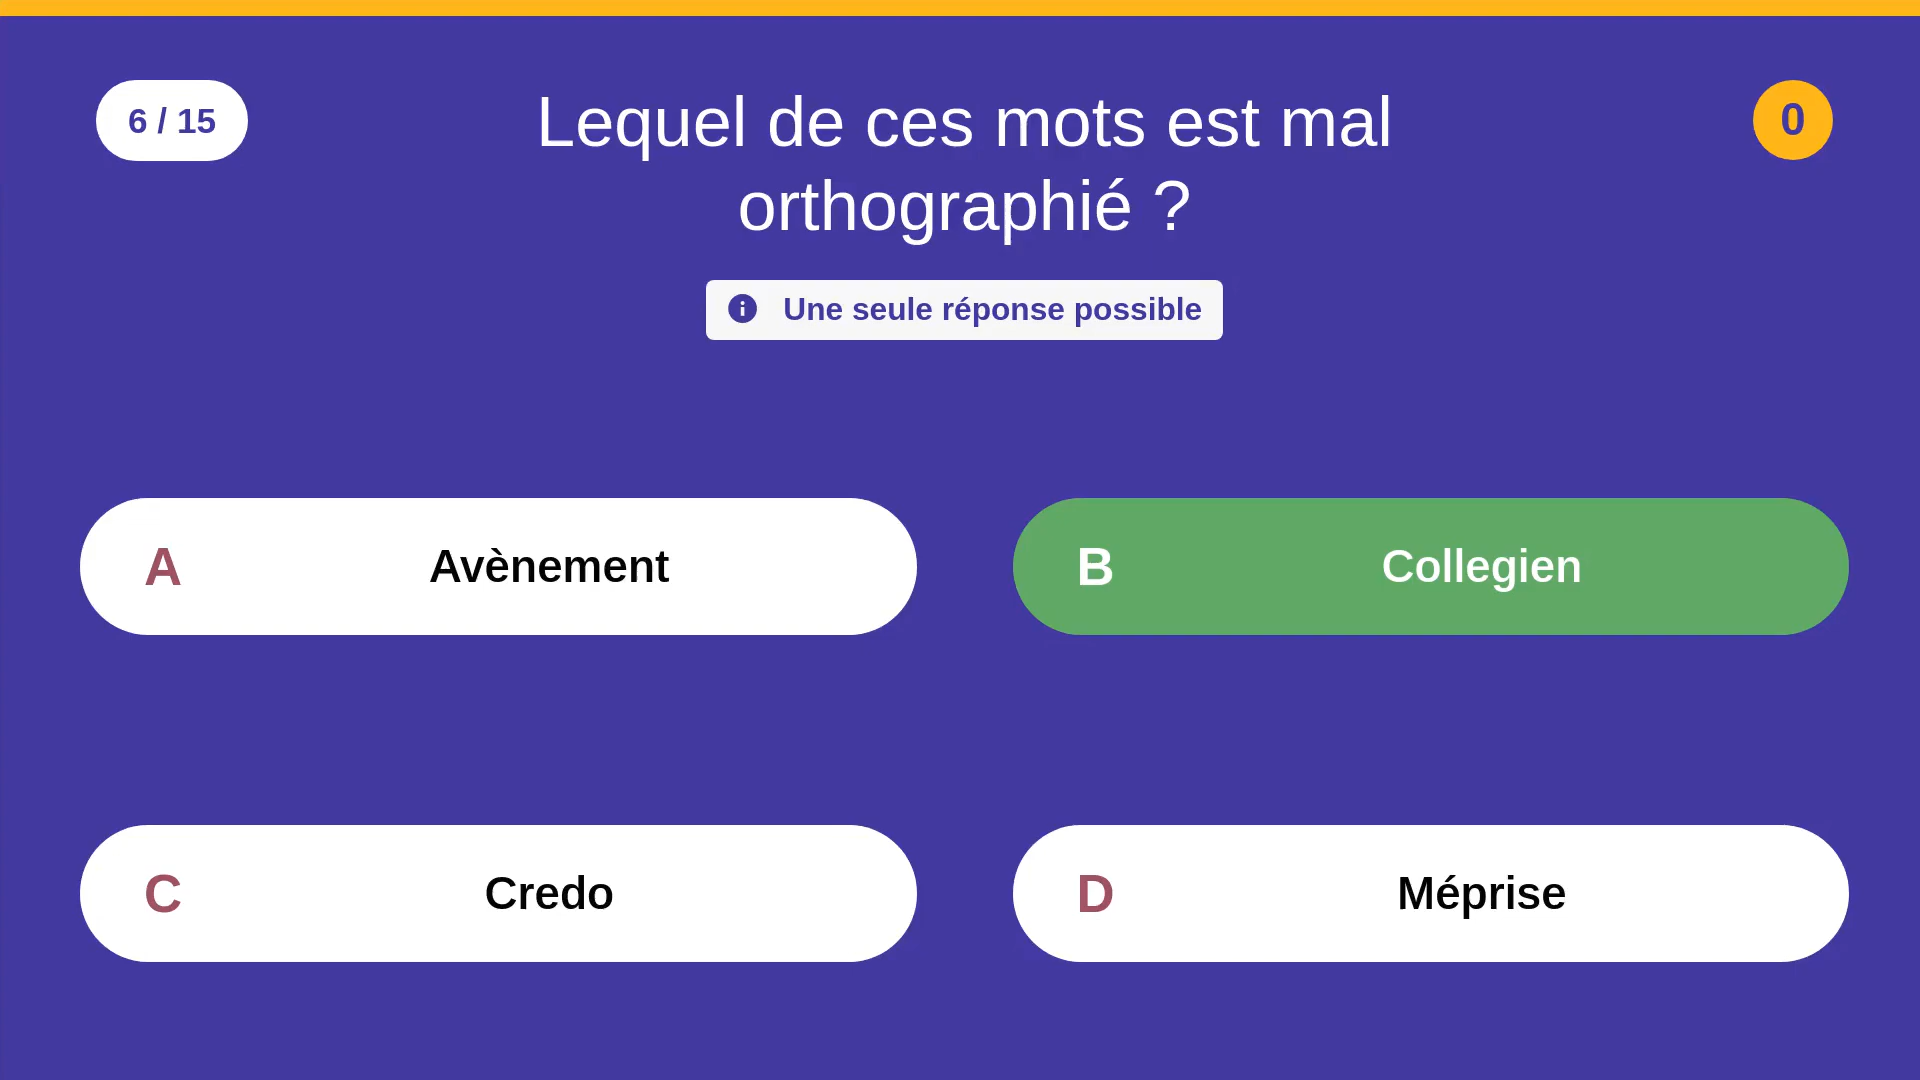 6 / 15
Lequel de ces mots est mal
orthographié ?
0
Une seule réponse possible
A Avènement
B Collegien
C Credo
D Méprise